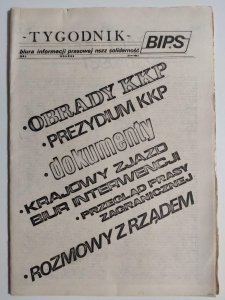 -TYGODNIK-
biura informacji prasowej nszz solidarność
BIPS
·OBRADY KKP
·PREZYDIUM KKP
·dokumenty
·KRAJOWY ZJAZD
BIUR INTERWENCJI
·PRZEGLĄD PRASY
ZAGRANICZNEJ
·ROZMOWY Z RZĄDEM